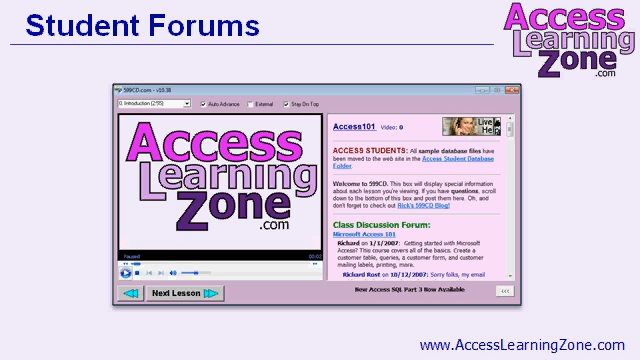 Student Forums
Access
Learning
Zone
.com
599CD.com - v10.38
0. Introduction (2:55)
Auto Advance
External
Stay On Top
Access
Learning
Zone
.com
Paused
00:02
Next Lesson
Access101 Video: 0
Live
Help
ACCESS STUDENTS: All sample database files have
been moved to the web site in the Access Student Database
Folder.
Welcome to 599CD. This box will display special information
about each lesson you're viewing. If you have questions, scroll
down to the bottom of this box and post them here. Oh, and
don't forget to check out Rick's 599CD Blog!
Class Discussion Forum:
Microsoft Access 101
Richard on 1/1/2007: Getting started with Microsoft
Access? This course covers all of the basics. Create a
customer table, queries, a customer form, and customer
mailing labels, printing, more.
Richard Rost on 10/12/2007: Sorry folks, my email
New Access SQL Part 3 Now Available
<<<
www.AccessLearningZone.com